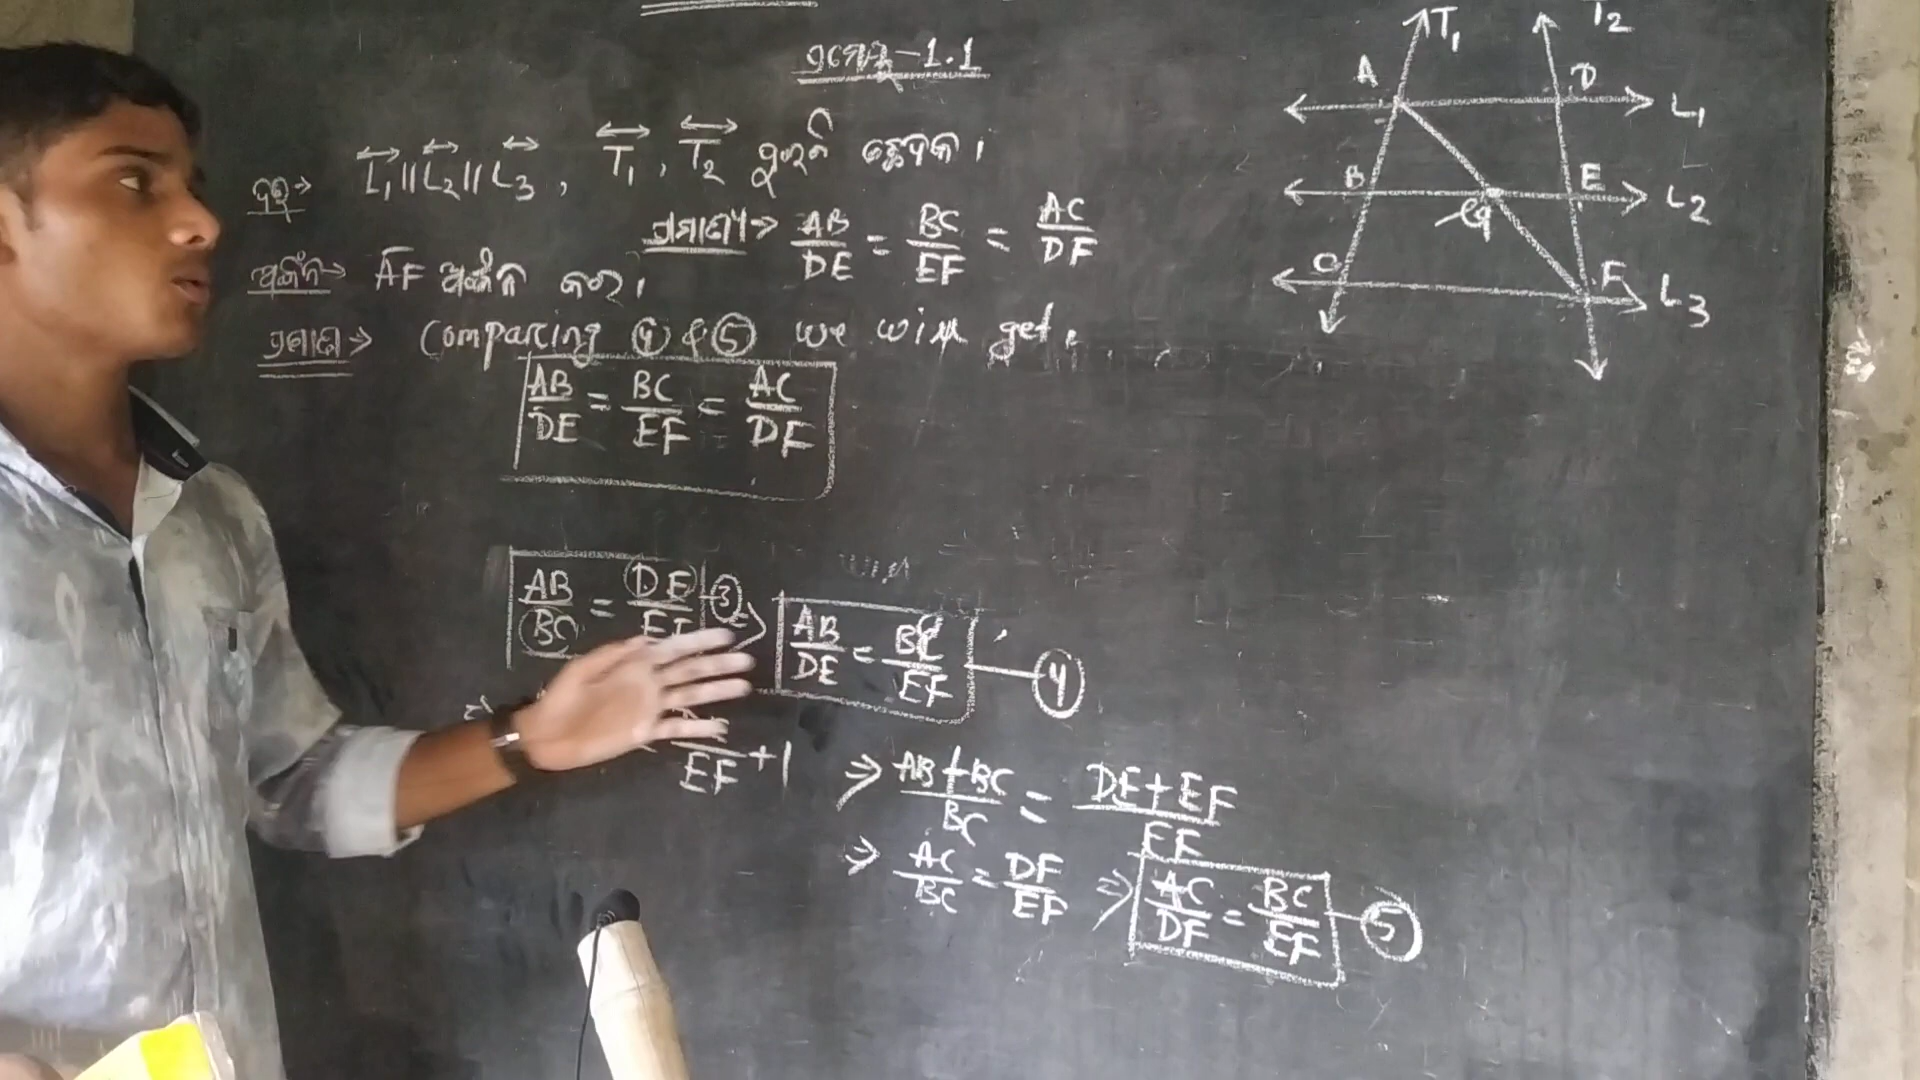 ଉପପାଦ୍ୟ-1.1
ଦତ୍ତ → L₁ || L₂ || L₃, T₁, T₂ ଦୁଇଟି ଛେଦକ ।
ପ୍ରାମାଣ୍ୟ → AB/DE = BC/EF = AC/DF
ଅଙ୍କନ → AF ଅଙ୍କନ କର ।
ପ୍ରମାଣ → Comparing ④ & ⑤ we will get.
AB/DE = BC/EF = AC/DF
AB/BC = DE/EF ③
⇒ AB/DE = BC/EF — ④
EF + 1
⇒ AB+BC/BC = DE+EF/EF
⇒ AC/BC = DF/EF ⇒ AC/DF = BC/EF — ⑤
T₁ T₂
A D L₁
B E L₂
G
C F L₃